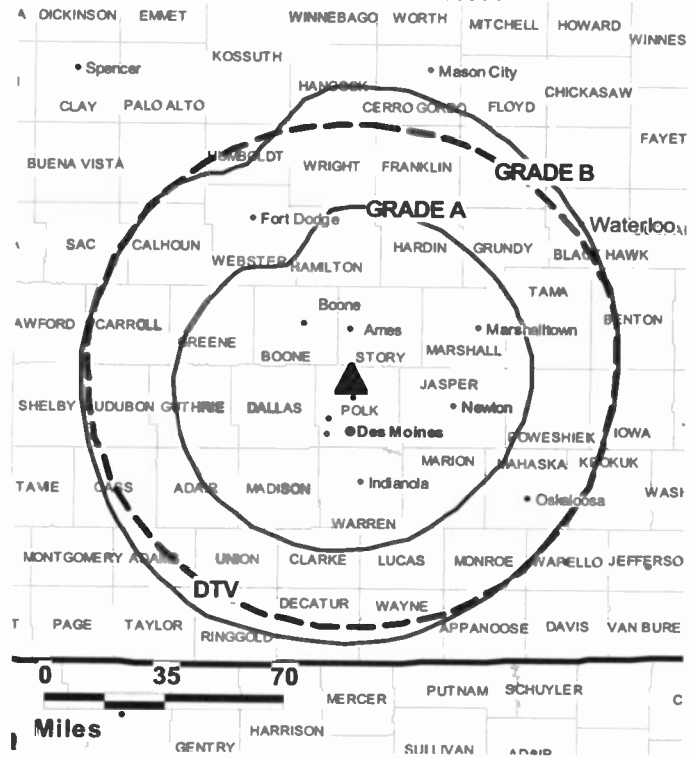 DICKINSON EMMET WINNEBAGO WORTH MITCHELL HOWARD
WINNES
KOSSUTH
Spencer Mason City
HANCOCK CHICKASAW
CLAY PALO ALTO CERRO GORDO FLOYD
FAYET
HUMBOLDT
BUENA VISTA WRIGHT FRANKLIN GRADE B
GRADE A
Fort Dodge Waterloo
SAC CALHOUN HARDIN GRUNDY BLACK HAWK
WEBSTER HAMILTON
TAMA
Boone
AWFORD CARROLL Ames Marshalltown BENTON
GREENE
BOONE STORY MARSHALL
JASPER
SHELBY UDUBON GUTHRIE DALLAS POLK Newton
Des Moines POWESHIEK IOWA
MARION MAHASKA KEOKUK
TAMIE CASS ADAIR MADISON Indianola WASH
Oskaloosa
WARREN
MONTGOMERY ADAMS UNION CLARKE LUCAS MONROE WAPELLO JEFFERSO
DTV
DECATUR WAYNE
T PAGE TAYLOR RINGGOLD APPANOOSE DAVIS VAN BURE
0 35 70
MERCER PUTNAM SCHUYLER C
Miles
HARRISON
GENTRY SULLIVAN ADAIR